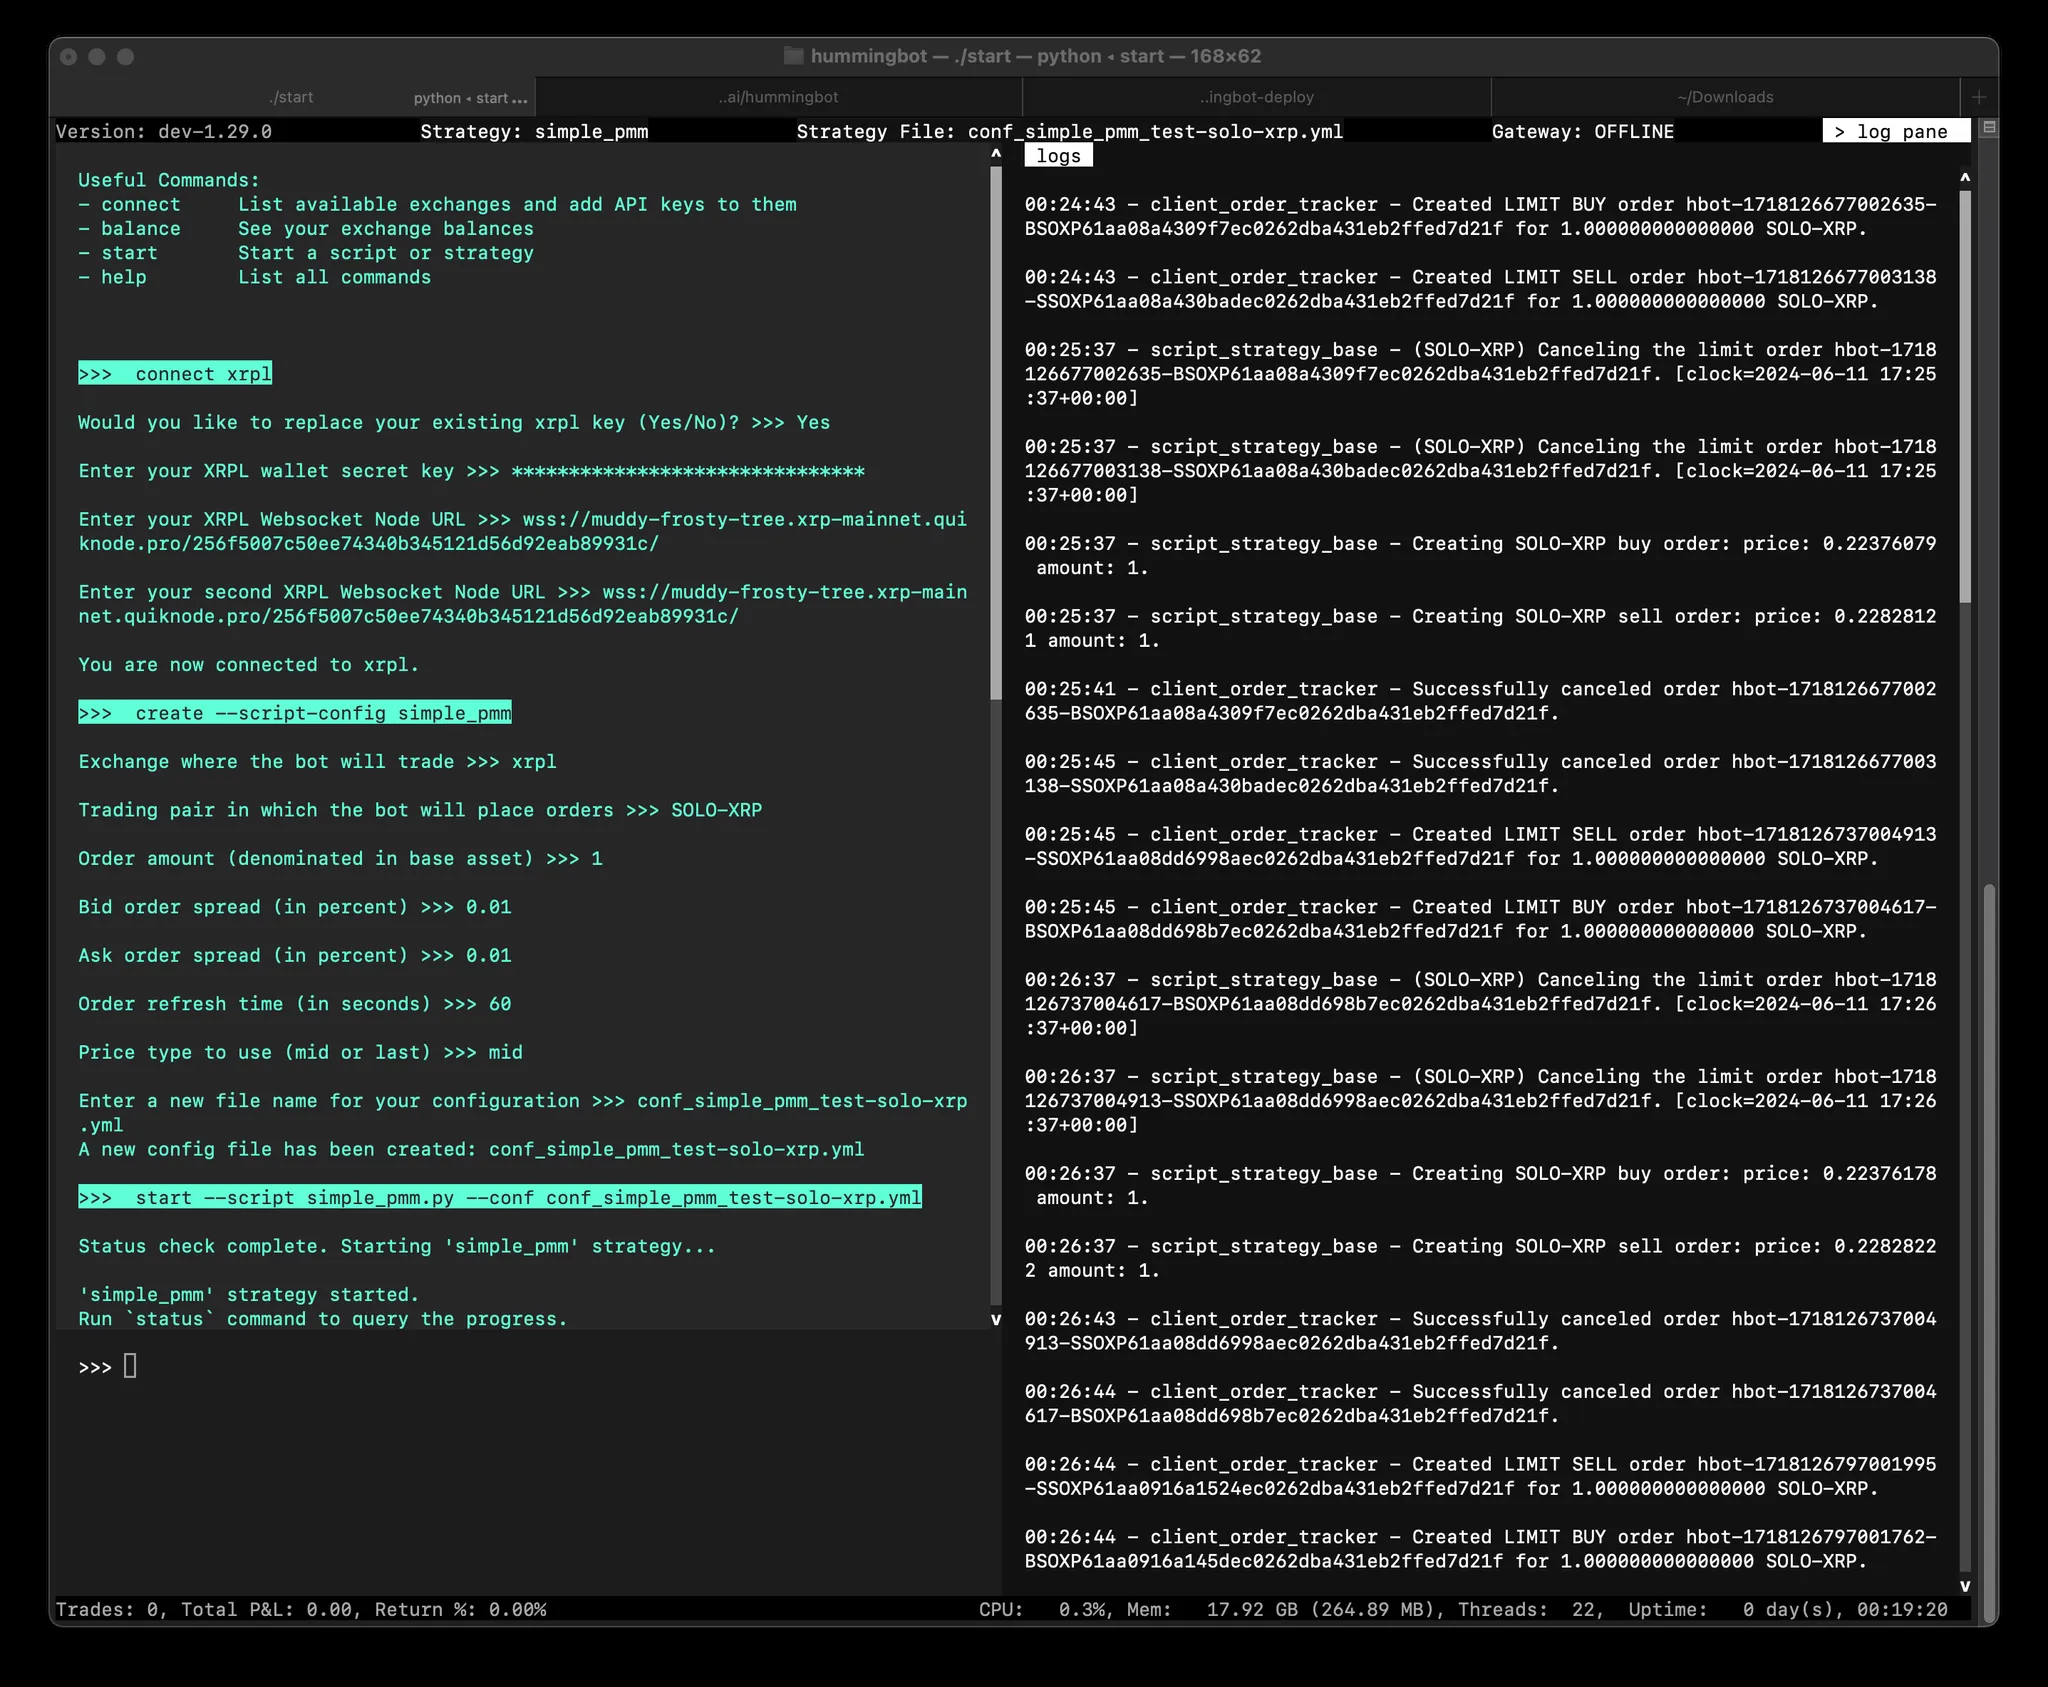 hummingbot — ./start — python ◂ start — 168×62
./start python ◂ start... ..ai/hummingbot ..ingbot-deploy ~/Downloads +
Version: dev-1.29.0 Strategy: simple_pmm Strategy File: conf_simple_pmm_test-solo-xrp.yml Gateway: OFFLINE > log pane
Useful Commands:
- connect List available exchanges and add API keys to them
- balance See your exchange balances
- start Start a script or strategy
- help List all commands
>>> connect xrpl
Would you like to replace your existing xrpl key (Yes/No)? >>> Yes
Enter your XRPL wallet secret key >>> *******************************
Enter your XRPL Websocket Node URL >>> wss://muddy-frosty-tree.xrp-mainnet.qui
knode.pro/256f5007c50ee74340b345121d56d92eab89931c/
Enter your second XRPL Websocket Node URL >>> wss://muddy-frosty-tree.xrp-main
net.quiknode.pro/256f5007c50ee74340b345121d56d92eab89931c/
You are now connected to xrpl.
>>> create --script-config simple_pmm
Exchange where the bot will trade >>> xrpl
Trading pair in which the bot will place orders >>> SOLO-XRP
Order amount (denominated in base asset) >>> 1
Bid order spread (in percent) >>> 0.01
Ask order spread (in percent) >>> 0.01
Order refresh time (in seconds) >>> 60
Price type to use (mid or last) >>> mid
Enter a new file name for your configuration >>> conf_simple_pmm_test-solo-xrp
.yml
A new config file has been created: conf_simple_pmm_test-solo-xrp.yml
>>> start --script simple_pmm.py --conf conf_simple_pmm_test-solo-xrp.yml
Status check complete. Starting 'simple_pmm' strategy...
'simple_pmm' strategy started.
Run `status` command to query the progress.
>>>
logs
00:24:43 - client_order_tracker - Created LIMIT BUY order hbot-1718126677002635-
BSOXP61aa08a4309f7ec0262dba431eb2ffed7d21f for 1.000000000000000 SOLO-XRP.
00:24:43 - client_order_tracker - Created LIMIT SELL order hbot-1718126677003138
-SSOXP61aa08a430badec0262dba431eb2ffed7d21f for 1.000000000000000 SOLO-XRP.
00:25:37 - script_strategy_base - (SOLO-XRP) Canceling the limit order hbot-1718
126677002635-BSOXP61aa08a4309f7ec0262dba431eb2ffed7d21f. [clock=2024-06-11 17:25
:37+00:00]
00:25:37 - script_strategy_base - (SOLO-XRP) Canceling the limit order hbot-1718
126677003138-SSOXP61aa08a430badec0262dba431eb2ffed7d21f. [clock=2024-06-11 17:25
:37+00:00]
00:25:37 - script_strategy_base - Creating SOLO-XRP buy order: price: 0.22376079
amount: 1.
00:25:37 - script_strategy_base - Creating SOLO-XRP sell order: price: 0.2282812
1 amount: 1.
00:25:41 - client_order_tracker - Successfully canceled order hbot-1718126677002
635-BSOXP61aa08a4309f7ec0262dba431eb2ffed7d21f.
00:25:45 - client_order_tracker - Successfully canceled order hbot-1718126677003
138-SSOXP61aa08a430badec0262dba431eb2ffed7d21f.
00:25:45 - client_order_tracker - Created LIMIT SELL order hbot-1718126737004913
-SSOXP61aa08dd6998aec0262dba431eb2ffed7d21f for 1.000000000000000 SOLO-XRP.
00:25:45 - client_order_tracker - Created LIMIT BUY order hbot-1718126737004617-
BSOXP61aa08dd698b7ec0262dba431eb2ffed7d21f for 1.000000000000000 SOLO-XRP.
00:26:37 - script_strategy_base - (SOLO-XRP) Canceling the limit order hbot-1718
126737004617-BSOXP61aa08dd698b7ec0262dba431eb2ffed7d21f. [clock=2024-06-11 17:26
:37+00:00]
00:26:37 - script_strategy_base - (SOLO-XRP) Canceling the limit order hbot-1718
126737004913-SSOXP61aa08dd6998aec0262dba431eb2ffed7d21f. [clock=2024-06-11 17:26
:37+00:00]
00:26:37 - script_strategy_base - Creating SOLO-XRP buy order: price: 0.22376178
amount: 1.
00:26:37 - script_strategy_base - Creating SOLO-XRP sell order: price: 0.2282822
2 amount: 1.
00:26:43 - client_order_tracker - Successfully canceled order hbot-1718126737004
913-SSOXP61aa08dd6998aec0262dba431eb2ffed7d21f.
00:26:44 - client_order_tracker - Successfully canceled order hbot-1718126737004
617-BSOXP61aa08dd698b7ec0262dba431eb2ffed7d21f.
00:26:44 - client_order_tracker - Created LIMIT SELL order hbot-1718126797001995
-SSOXP61aa0916a1524ec0262dba431eb2ffed7d21f for 1.000000000000000 SOLO-XRP.
00:26:44 - client_order_tracker - Created LIMIT BUY order hbot-1718126797001762-
BSOXP61aa0916a145dec0262dba431eb2ffed7d21f for 1.000000000000000 SOLO-XRP.
Trades: 0, Total P&L: 0.00, Return %: 0.00% CPU: 0.3%, Mem: 17.92 GB (264.89 MB), Threads: 22, Uptime: 0 day(s), 00:19:20